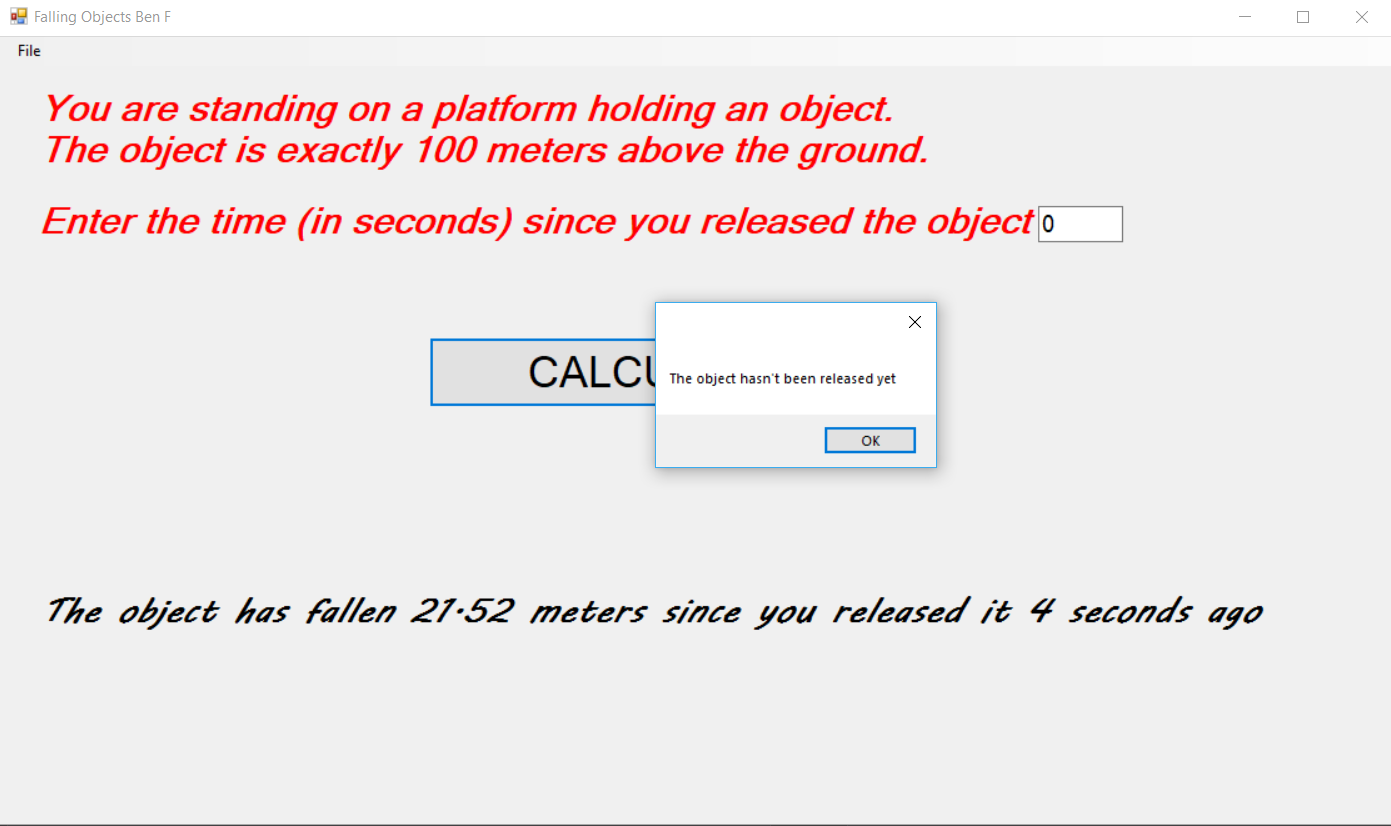 Falling Objects Ben F
File
You are standing on a platform holding an object.
The object is exactly 100 meters above the ground.
Enter the time (in seconds) since you released the object 0
CALCU
The object hasn't been released yet
OK
The object has fallen 21.52 meters since you released it 4 seconds ago